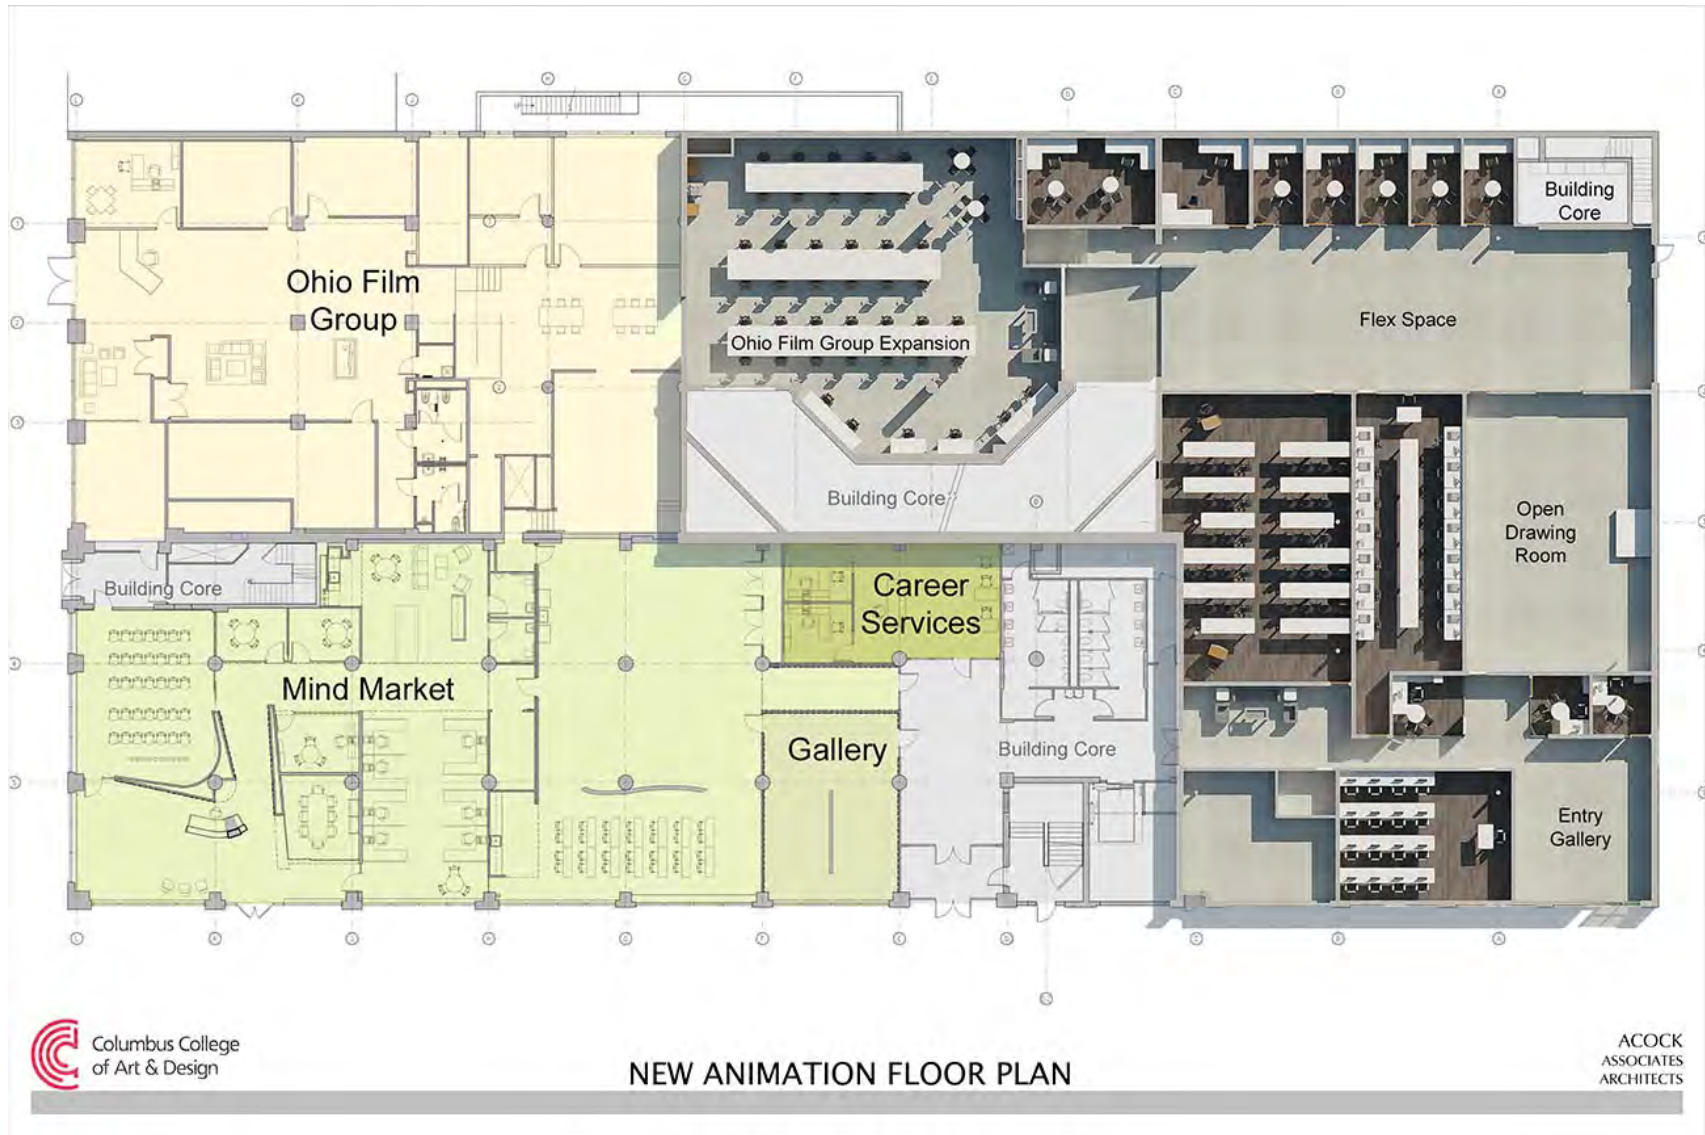 Ohio Film
Group
Ohio Film Group Expansion
Building
Core
Flex Space
Building Core
Open
Drawing
Room
Building Core
Career
Services
Mind Market
Gallery
Building Core
Entry
Gallery
Columbus College
of Art & Design
NEW ANIMATION FLOOR PLAN
ACOCK
ASSOCIATES
ARCHITECTS